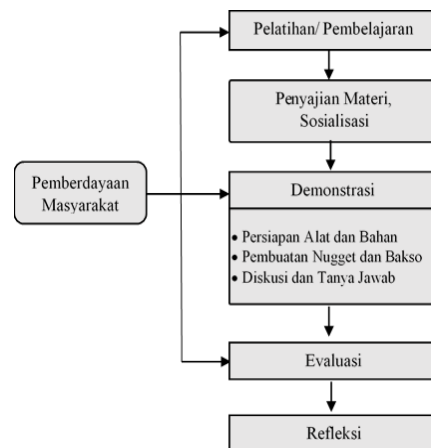 Pelatihan/ Pembelajaran
Penyajian Materi,
Sosialisasi
Pemberdayaan
Masyarakat
Demonstrasi
• Persiapan Alat dan Bahan
• Pembuatan Nugget dan Bakso
• Diskusi dan Tanya Jawab
Evaluasi
Refleksi